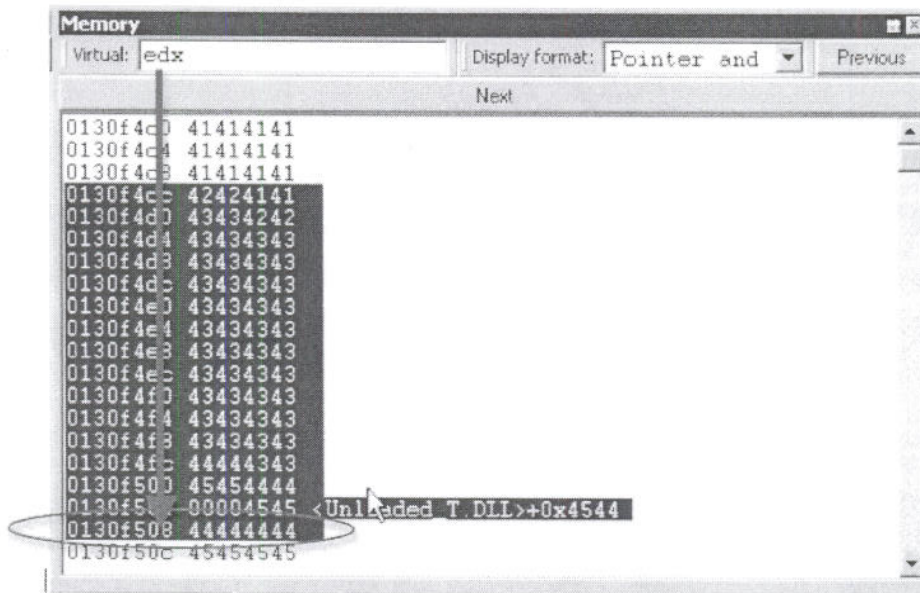 Memory
Virtual: edx Display format: Pointer and Previous
Next
0130f4c0 41414141
0130f4c4 41414141
0130f4c8 41414141
0130f4cc 42424141
0130f4d0 43434242
0130f4d4 43434343
0130f4d8 43434343
0130f4dc 43434343
0130f4e0 43434343
0130f4e4 43434343
0130f4e8 43434343
0130f4ec 43434343
0130f4f0 43434343
0130f4f4 43434343
0130f4f8 43434343
0130f4fc 44444343
0130f500 45454444
0130f504 00004545 <Unloaded_T.DLL>+0x4544
0130f508 44444444
0130f50c 45454545